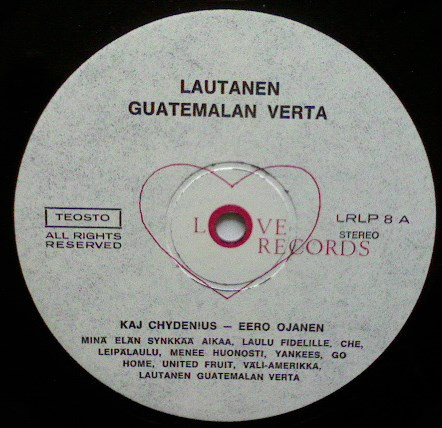 LAUTANEN
GUATEMALAN VERTA
TEOSTO
ALL RIGHTS
RESERVED
LOVE
RECORDS
LRLP 8 A
STEREO
KAJ CHYDENIUS – EERO OJANEN
MINÄ ELÄN SYNKKÄÄ AIKAA, LAULU FIDELILLE, CHE,
LEIPÄLAULU, MENEE HUONOSTI, YANKEES, GO
HOME, UNITED FRUIT, VÄLI-AMERIKKA,
LAUTANEN GUATEMALAN VERTA